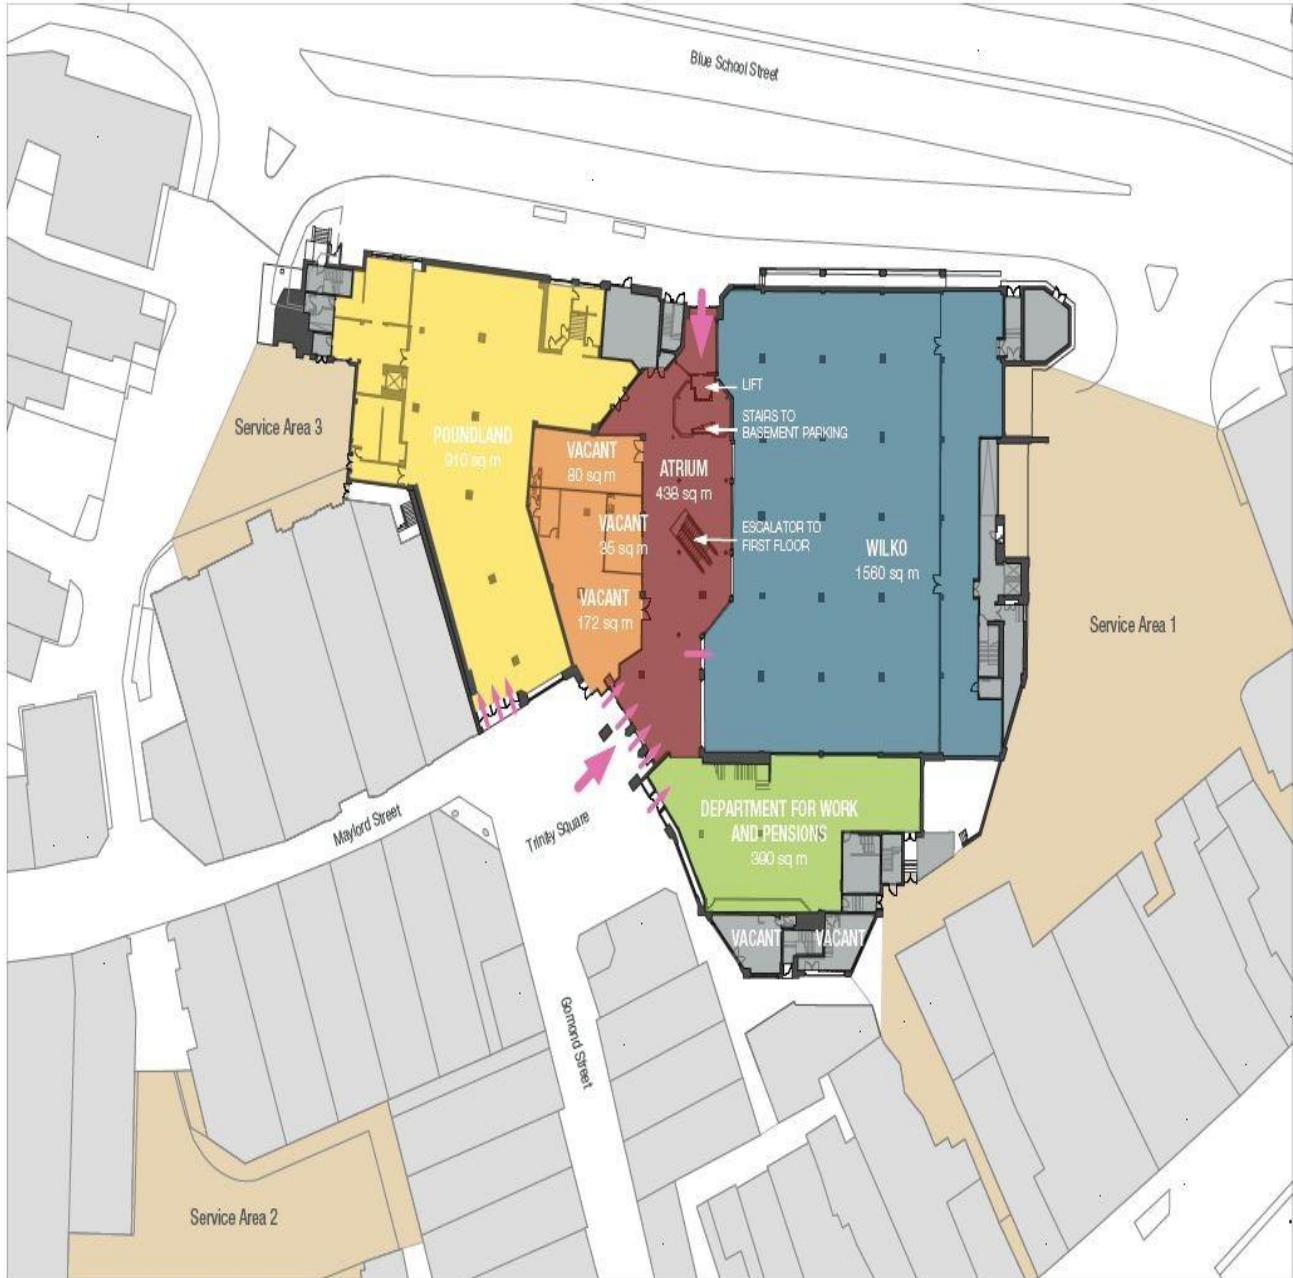 Blue School Street
LIFT
STAIRS TO
BASEMENT PARKING
Service Area 3
POUNDLAND
910 sq m
VACANT
80 sq m
ATRIUM
438 sq m
VACANT
35 sq m
ESCALATOR TO
FIRST FLOOR
WILKO
1560 sq m
VACANT
172 sq m
Service Area 1
Maylord Street
Trinity Square
DEPARTMENT FOR WORK
AND PENSIONS
390 sq m
VACANT
VACANT
Gomond Street
Service Area 2